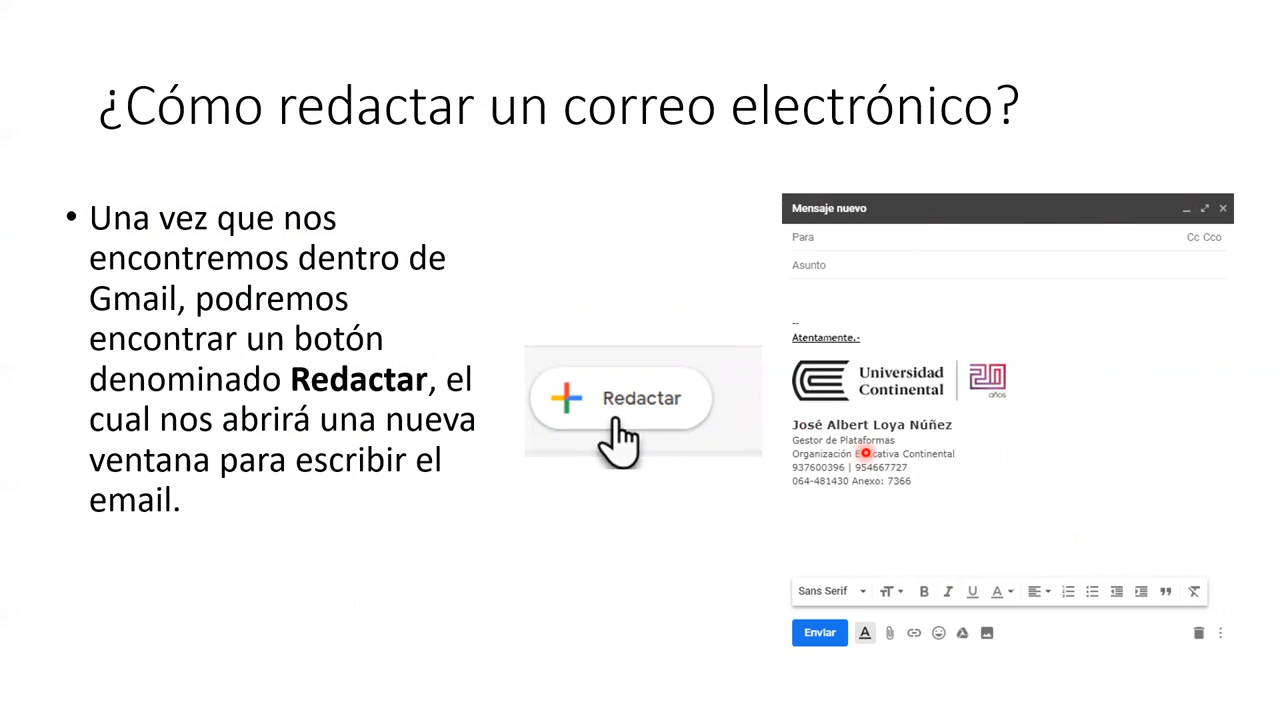 ¿Cómo redactar un correo electrónico?
• Una vez que nos
encontremos dentro de
Gmail, podremos
encontrar un botón
denominado Redactar, el
cual nos abrirá una nueva
ventana para escribir el
email.
Redactar
Mensaje nuevo
Para
Cc Cco
Asunto
--
Atentamente.-
Universidad
Continental
20
años
José Albert Loya Núñez
Gestor de Plataformas
Organización Educativa Continental
937600396 | 954667727
064-481430 Anexo: 7366
Sans Serif
Enviar